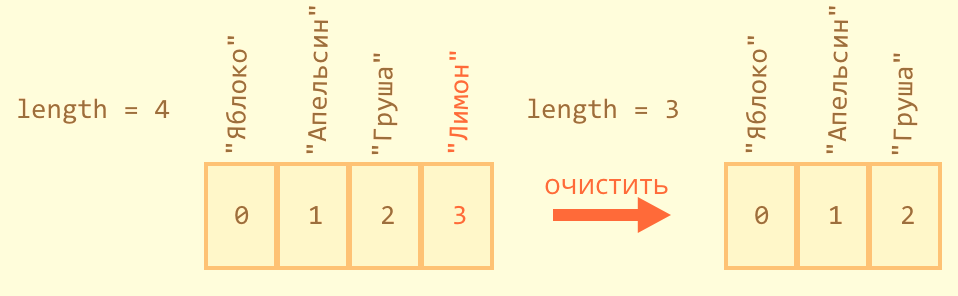 length = 4
"Яблоко"
"Апельсин"
"Груша"
"Лимон"
0 1 2 3
очистить
length = 3
"Яблоко"
"Апельсин"
"Груша"
0 1 2